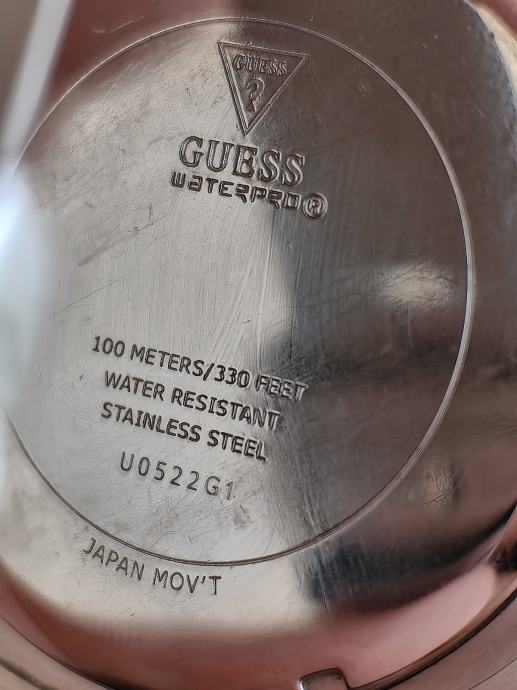 GUESS
?
GUESS
WATERPRO®
100 METERS/330 FEET
WATER RESISTANT
STAINLESS STEEL
U0522G1
JAPAN MOV'T